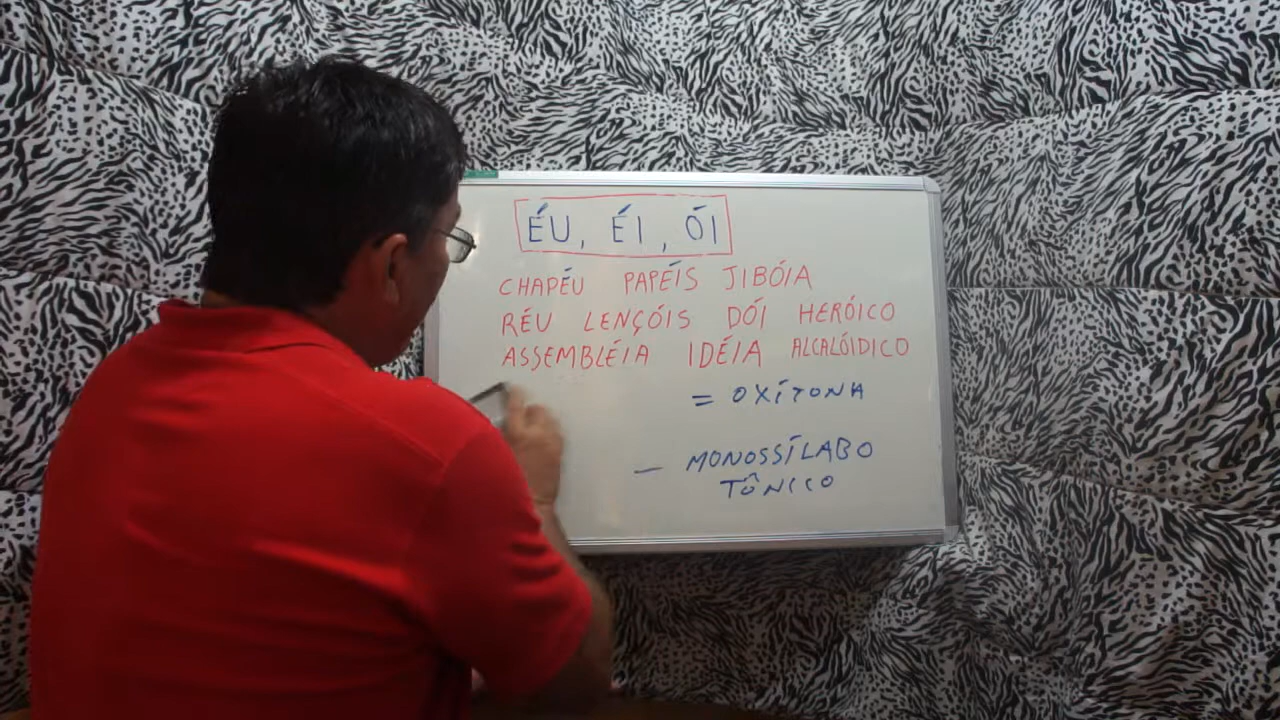 ÉU, ÉI, ÓI
CHAPÉU PAPÉIS JIBÓIA
RÉU LENÇÓIS DÓI HERÓICO
ASSEMBLÉIA IDÉIA ALCALÓIDICO
= OXÍTONA
— MONOSSÍLABO
TÔNICO